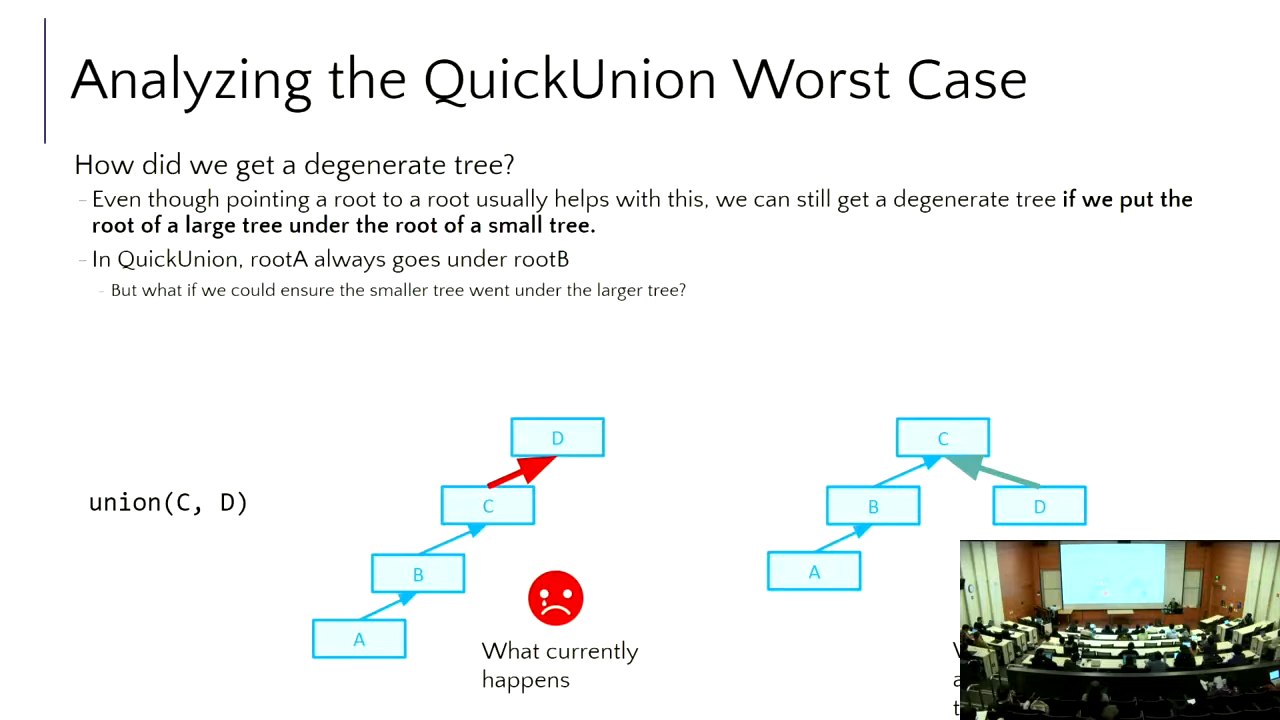 Analyzing the QuickUnion Worst Case
How did we get a degenerate tree?
- Even though pointing a root to a root usually helps with this, we can still get a degenerate tree if we put the
root of a large tree under the root of a small tree.
- In QuickUnion, rootA always goes under rootB
- But what if we could ensure the smaller tree went under the larger tree?
union(C, D)
D
C
B
A
What currently
happens
C
B
D
A